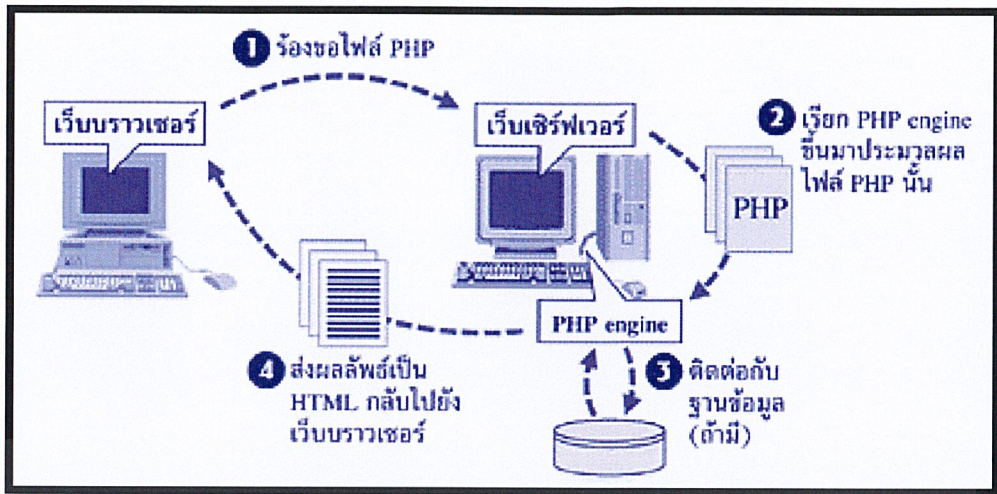 1 ร้องขอไฟล์ PHP
เว็บบราวเซอร์
เว็บเซิร์ฟเวอร์
2 เรียก PHP engine
ขึ้นมาประมวลผล
ไฟล์ PHP นั้น
PHP
PHP engine
3 ติดต่อกับ
ฐานข้อมูล
(ถ้ามี)
4 ส่งผลลัพธ์เป็น
HTML กลับไปยัง
เว็บบราวเซอร์